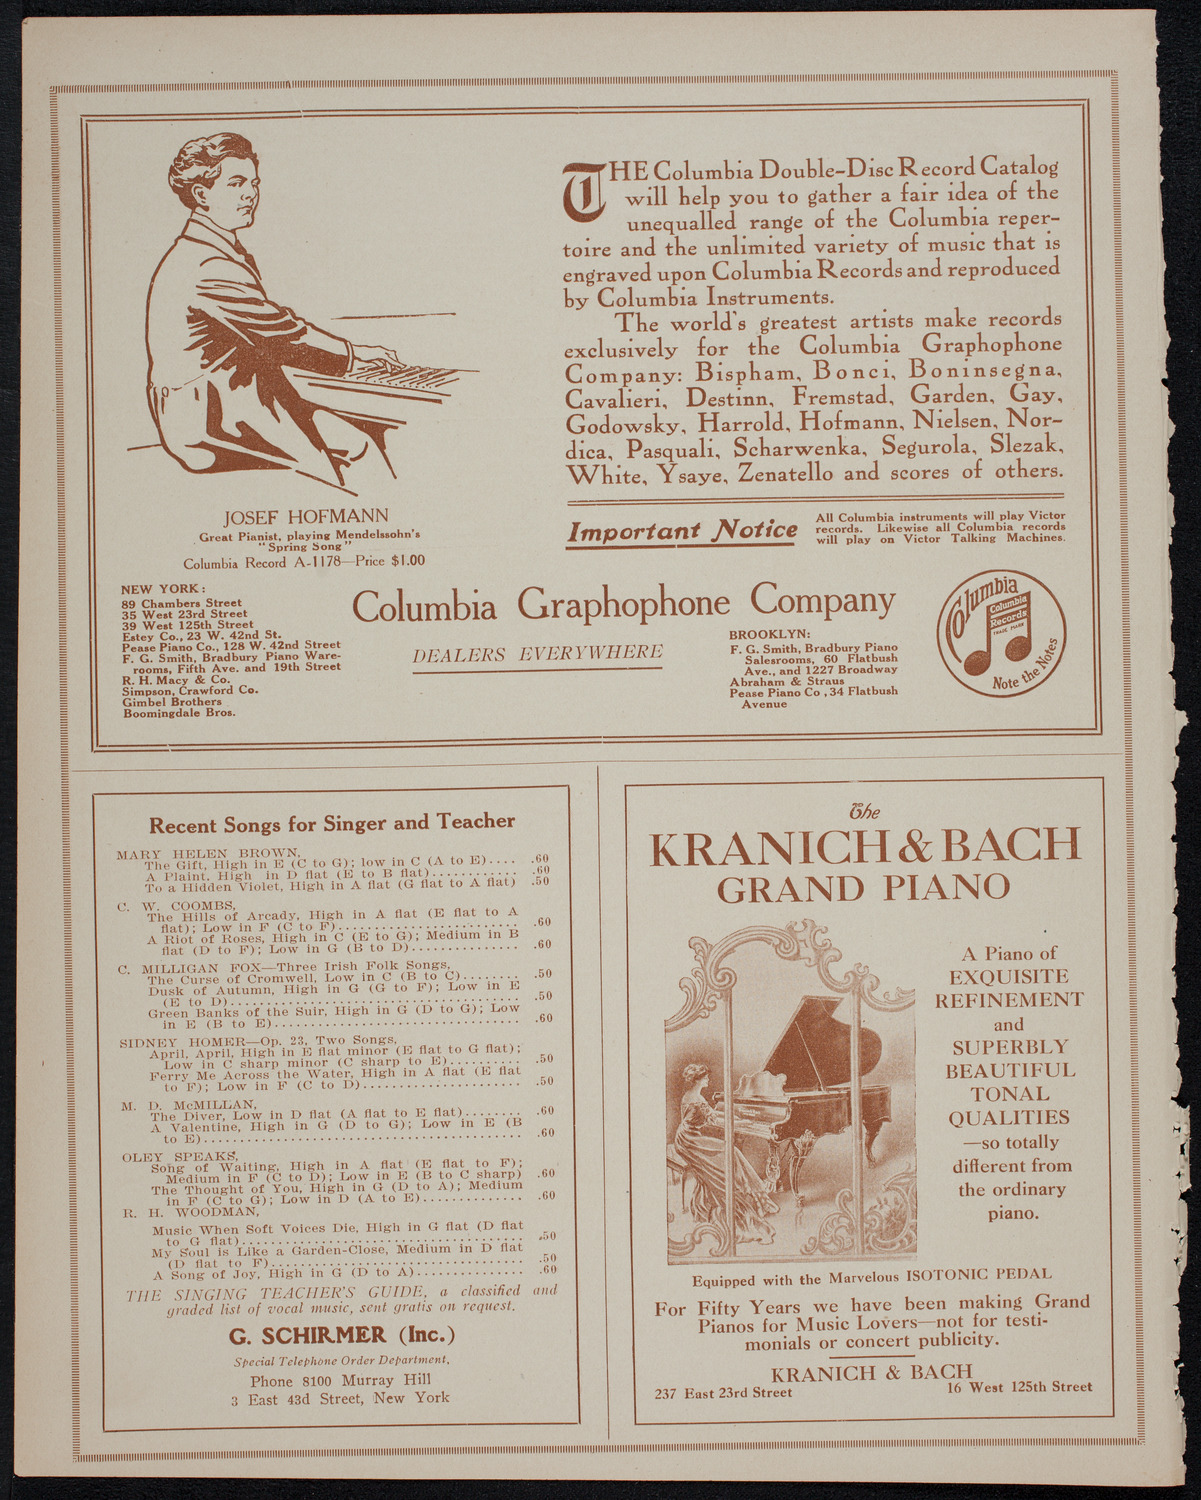 THE Columbia Double-Disc Record Catalog
will help you to gather a fair idea of the
unequalled range of the Columbia reper-
toire and the unlimited variety of music that is
engraved upon Columbia Records and reproduced
by Columbia Instruments.
The world's greatest artists make records
exclusively for the Columbia Graphophone
Company: Bispham, Bonci, Boninsegna,
Cavalieri, Destinn, Fremstad, Garden, Gay,
Godowsky, Harrold, Hofmann, Nielsen, Nor-
dica, Pasquali, Scharwenka, Segurola, Slezak,
White, Ysaye, Zenatello and scores of others.
JOSEF HOFMANN
Great Pianist, playing Mendelssohn's
"Spring Song"
Columbia Record A-1178—Price $1.00
Important Notice
All Columbia instruments will play Victor
records. Likewise all Columbia records
will play on Victor Talking Machines.
NEW YORK:
89 Chambers Street
35 West 23rd Street
39 West 125th Street
Estey Co., 23 W. 42nd St.
Pease Piano Co., 128 W. 42nd Street
F. G. Smith, Bradbury Piano Ware-
rooms, Fifth Ave. and 19th Street
R. H. Macy & Co.
Simpson, Crawford Co.
Gimbel Brothers
Boomingdale Bros.
Columbia Graphophone Company
DEALERS EVERYWHERE
BROOKLYN:
F. G. Smith, Bradbury Piano
Salesrooms, 60 Flatbush
Ave., and 1227 Broadway
Abraham & Straus
Pease Piano Co., 34 Flatbush
Avenue
Columbia
Columbia
Records
TRADE MARK
Note the Notes
Recent Songs for Singer and Teacher
MARY HELEN BROWN,
The Gift, High in E (C to G); low in C (A to E).... .60
A Plaint, High in D flat (E to B flat)............ .60
To a Hidden Violet, High in A flat (G flat to A flat) .50
C. W. COOMBS,
The Hills of Arcady, High in A flat (E flat to A
flat); Low in F (C to F)........................ .60
A Riot of Roses, High in C (E to G); Medium in B
flat (D to F); Low in G (B to D)............... .60
C. MILLIGAN FOX—Three Irish Folk Songs,
The Curse of Cromwell, Low in C (B to C)........ .50
Dusk of Autumn, High in G (G to F); Low in E
(E to D)...................................... .50
Green Banks of the Suir, High in G (D to G); Low
in E (B to E)................................. .60
SIDNEY HOMER—Op. 23, Two Songs,
April, April, High in E flat minor (E flat to G flat);
Low in C sharp minor (C sharp to E).......... .50
Ferry Me Across the Water, High in A flat (E flat
to F); Low in F (C to D)...................... .50
M. D. McMILLAN,
The Diver, Low in D flat (A flat to E flat)........ .60
A Valentine, High in G (D to G); Low in E (B
to E)......................................... .60
OLEY SPEAKS,
Song of Waiting, High in A flat (E flat to F);
Medium in F (C to D); Low in E (B to C sharp) .60
The Thought of You, High in G (D to A); Medium
in F (C to G); Low in D (A to E).............. .60
R. H. WOODMAN,
Music When Soft Voices Die, High in G flat (D flat
to G flat)...................................... .50
My Soul is Like a Garden-Close, Medium in D flat
(D flat to F).................................. .50
A Song of Joy, High in G (D to A)............... .60
THE SINGING TEACHER'S GUIDE, a classified and
graded list of vocal music, sent gratis on request.
G. SCHIRMER (Inc.)
Special Telephone Order Department,
Phone 8100 Murray Hill
3 East 43d Street, New York
The
KRANICH & BACH
GRAND PIANO
A Piano of
EXQUISITE
REFINEMENT
and
SUPERBLY
BEAUTIFUL
TONAL
QUALITIES
—so totally
different from
the ordinary
piano.
Equipped with the Marvelous ISOTONIC PEDAL
For Fifty Years we have been making Grand
Pianos for Music Lovers—not for testi-
monials or concert publicity.
KRANICH & BACH
237 East 23rd Street 16 West 125th Street